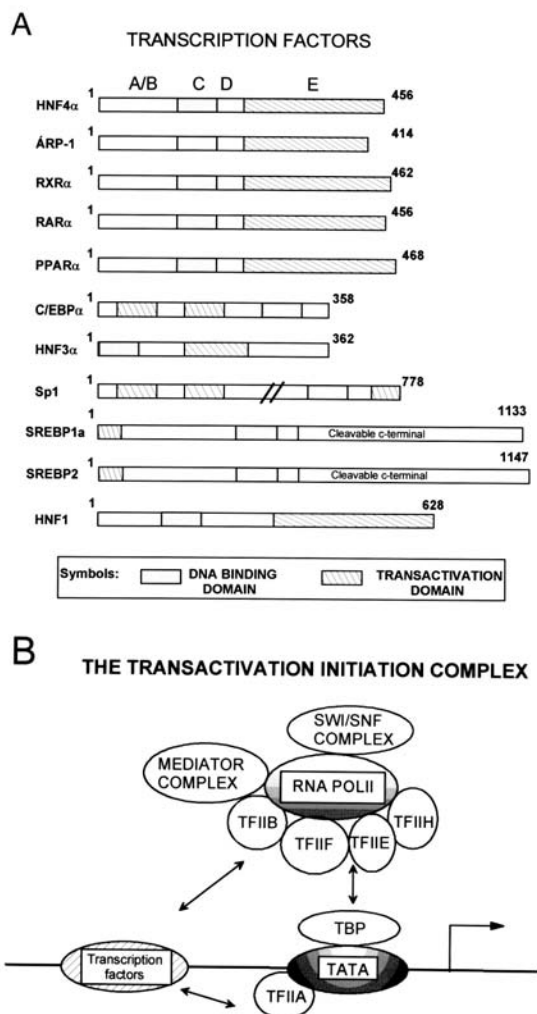 A
TRANSCRIPTION FACTORS
A/B C D E
HNF4α 1 456
ÁRP-1 1 414
RXRα 1 462
RARα 1 456
PPARα 1 468
C/EBPα 1 358
HNF3α 1 362
Sp1 1 778
SREBP1a 1 Cleavable c-terminal 1133
SREBP2 1 Cleavable c-terminal 1147
HNF1 1 628
Symbols: DNA BINDING DOMAIN TRANSACTIVATION DOMAIN
B
THE TRANSACTIVATION INITIATION COMPLEX
SWI/SNF
COMPLEX
MEDIATOR
COMPLEX
RNA POLII
TFIIB
TFIIF
TFIIE
TFIIH
TBP
Transcription
factors
TATA
TFIIA